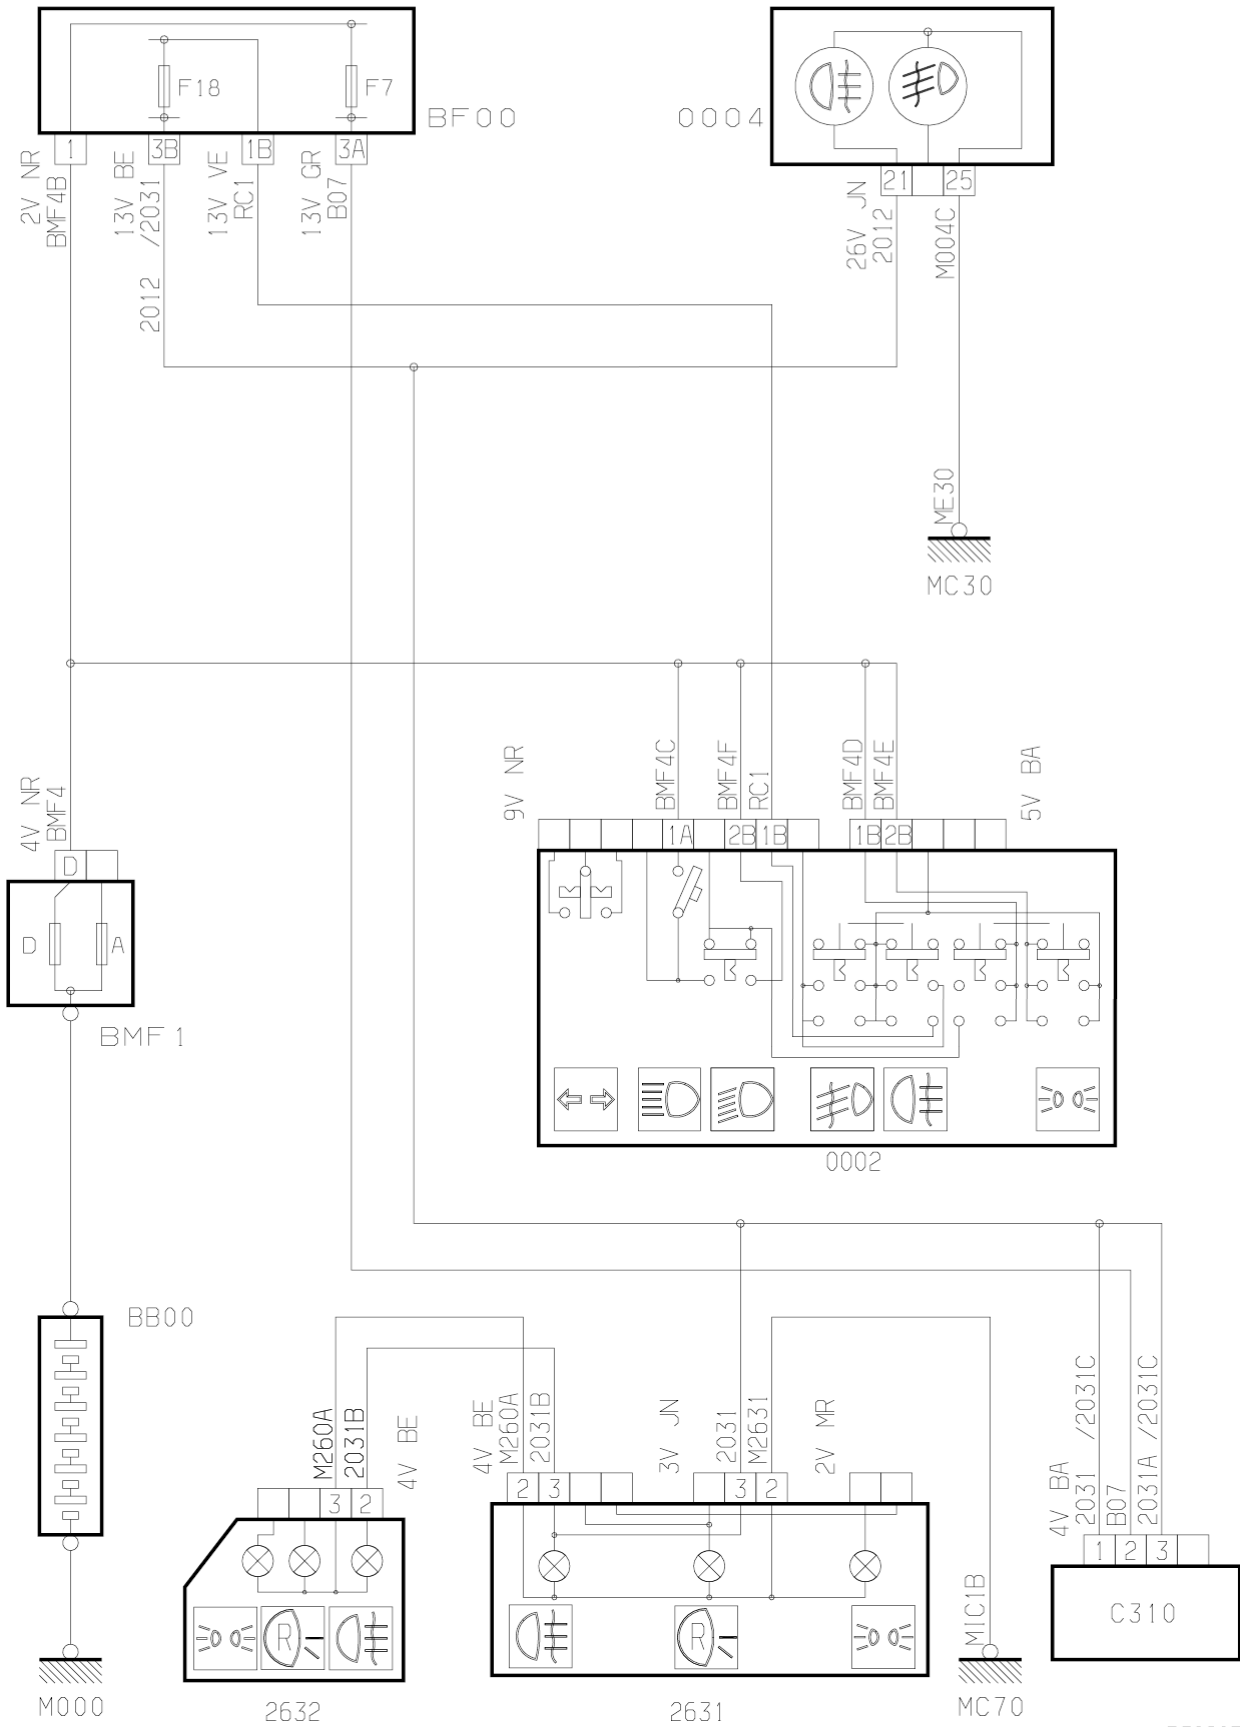 F18
F7
BF00
0004
1
3B
1B
3A
21
25
2V NR
BMF4B
13V BE
/2031
2012
13V VE
RC1
13V GR
B07
26V JN
2012
M004C
ME30
MC30
4V NR
BMF4
9V NR
BMF4C
BMF4F
RC1
BMF4D
BMF4E
5V BA
1A
2B
1B
1B
2B
D
D
A
BMF1
0002
BB00
M260A
2031B
4V BE
4V BE
M260A
2031B
3V JN
2031
M2631
2V MR
4V BA
2031 /2031C
B07
2031A /2031C
3
2
2
3
3
2
1
2
3
C310
R
R
MIC1B
M000
2632
2631
MC70